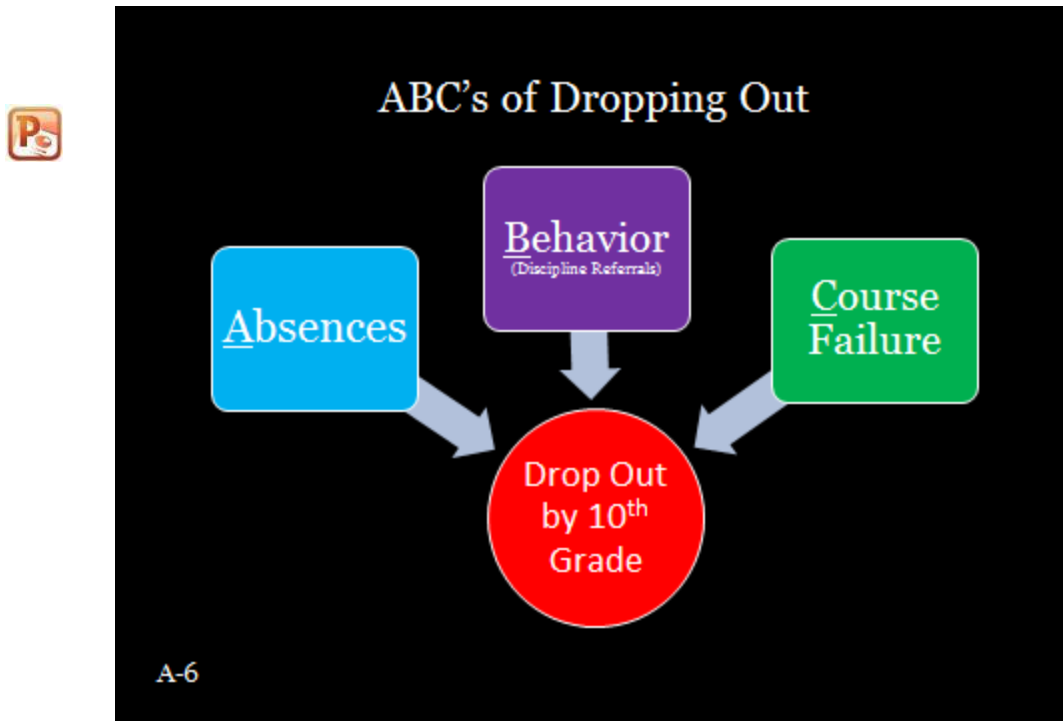 ABC's of Dropping Out
Absences
Behavior
(Discipline Referrals)
Course
Failure
Drop Out
by 10th
Grade
A-6
P